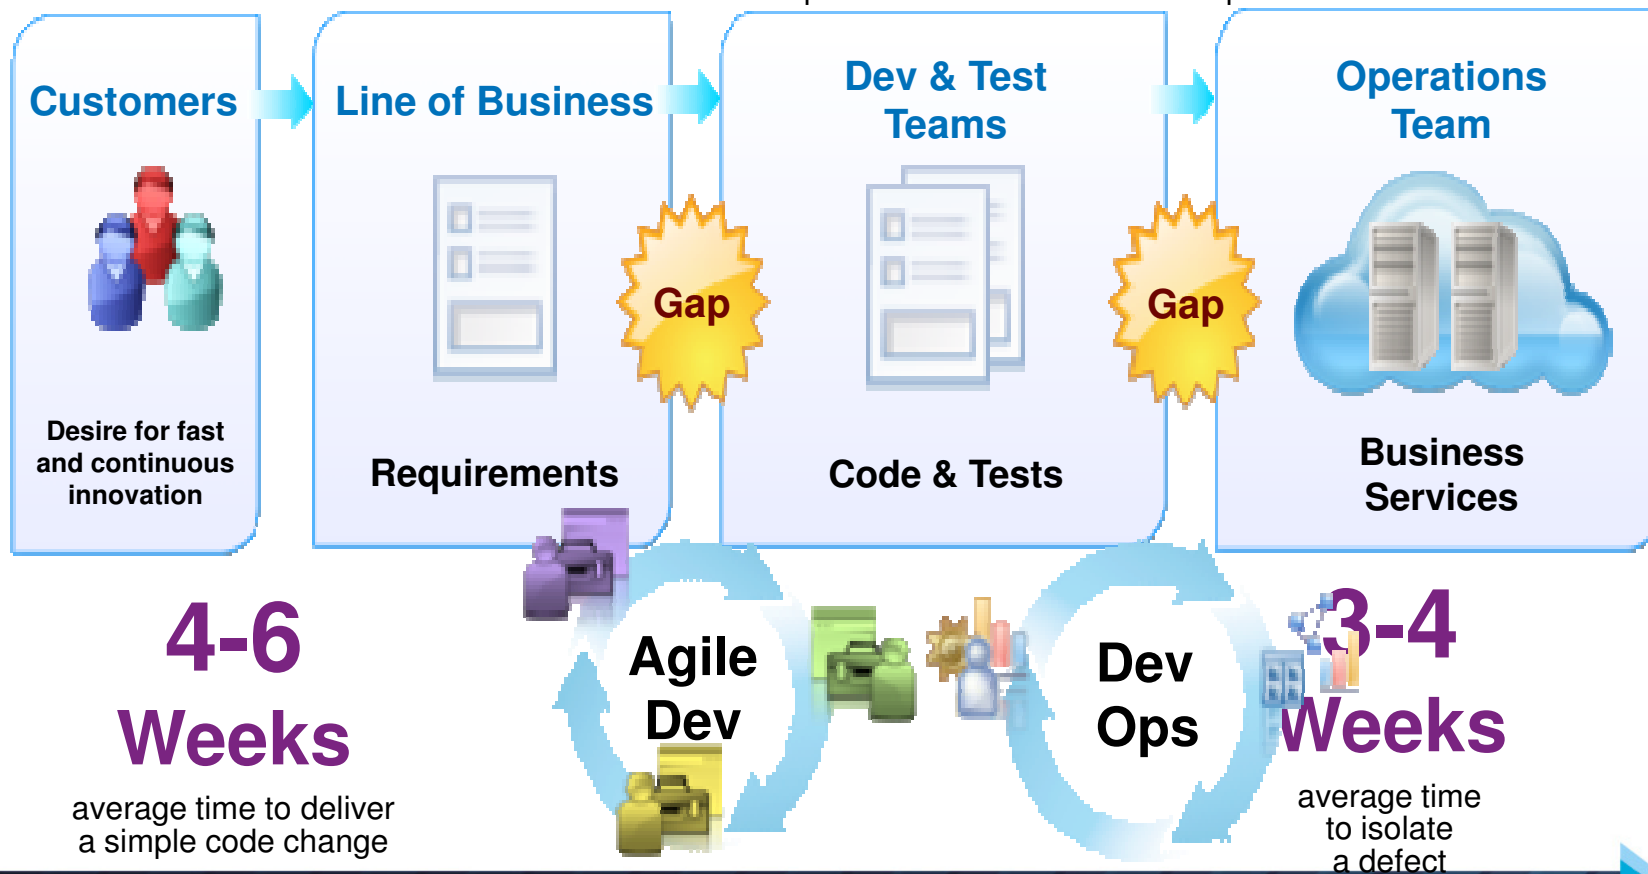 Customers
Line of Business
Dev & Test
Teams
Operations
Team
Gap
Gap
Desire for fast
and continuous
innovation
Requirements
Code & Tests
Business
Services
4-6
Weeks
average time to deliver
a simple code change
Agile
Dev
Dev
Ops
3-4
Weeks
average time
to isolate
a defect